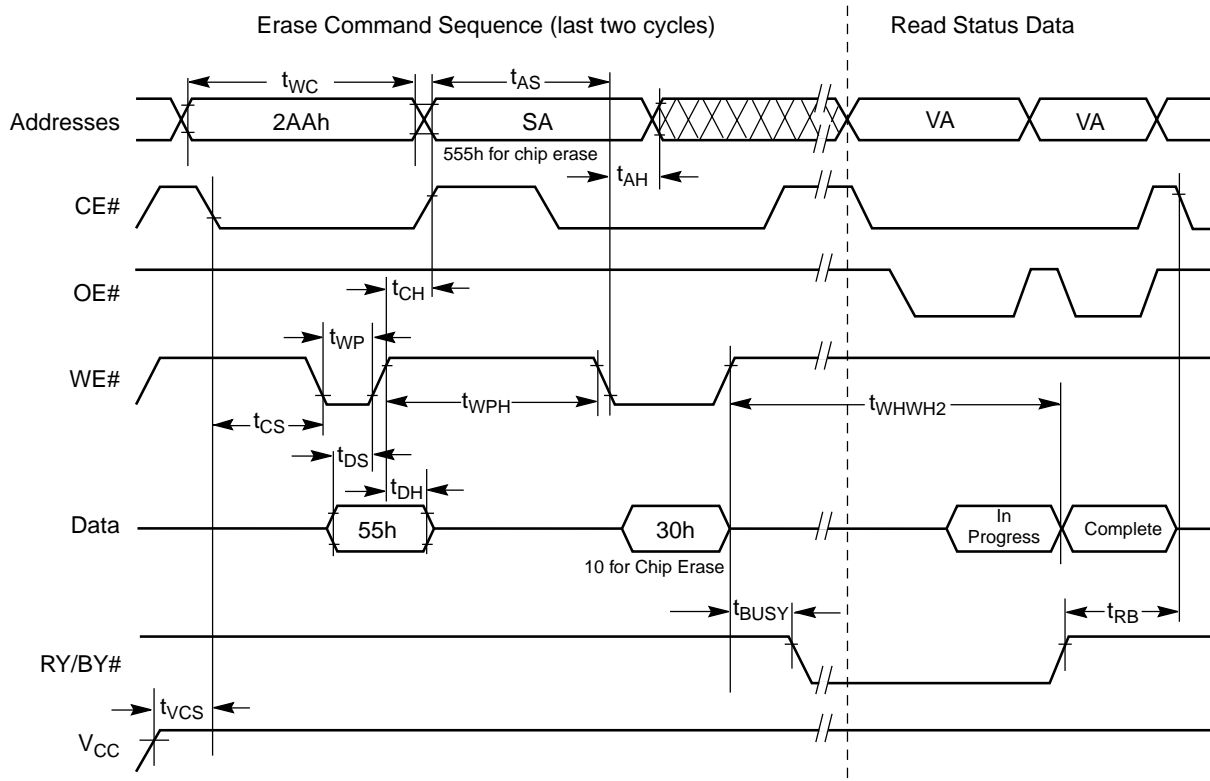 Erase Command Sequence (last two cycles)
Read Status Data
tWC
tAS
Addresses
2AAh
SA
VA
VA
555h for chip erase
tAH
CE#
OE#
tCH
tWP
WE#
tWPH
tWHWH2
tCS
tDS
tDH
Data
55h
30h
In
Progress
Complete
10 for Chip Erase
tBUSY
tRB
RY/BY#
tVCS
VCC